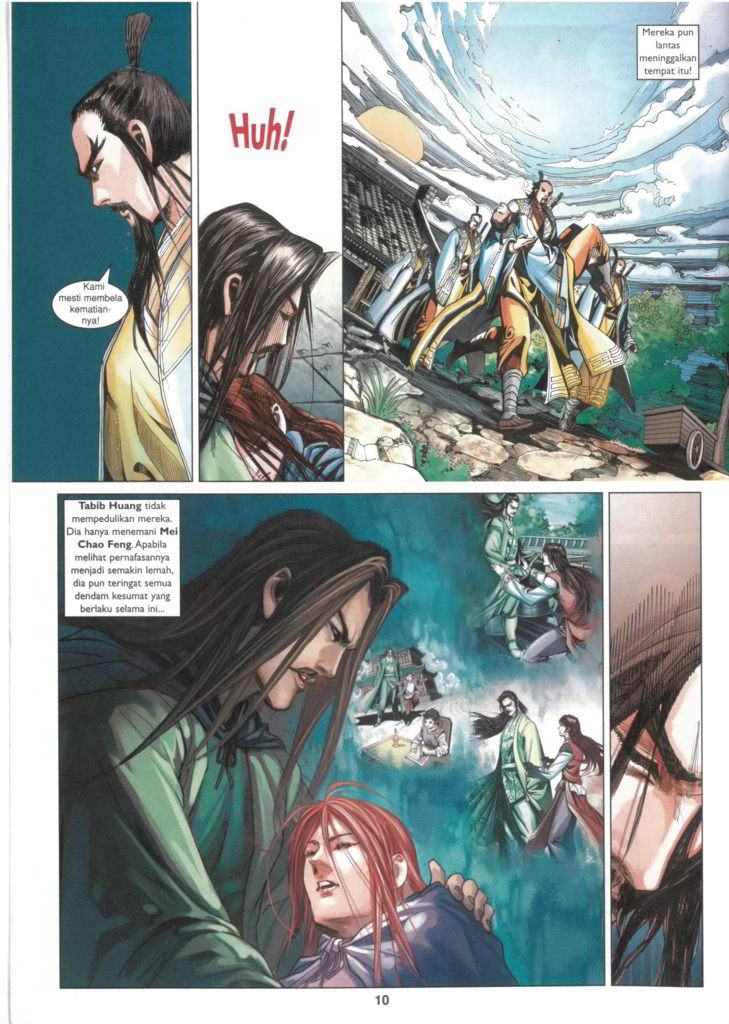 Kami
mesti membela
kematian-
nya!
Huh!
Mereka pun
lantas
meninggalkan
tempat itu!
Tabib Huang tidak
mempedulikan mereka.
Dia hanya menemani Mei
Chao Feng. Apabila
melihat pernafasannya
menjadi semakin lemah,
dia pun teringat semua
dendam kesumat yang
berlaku selama ini...
10